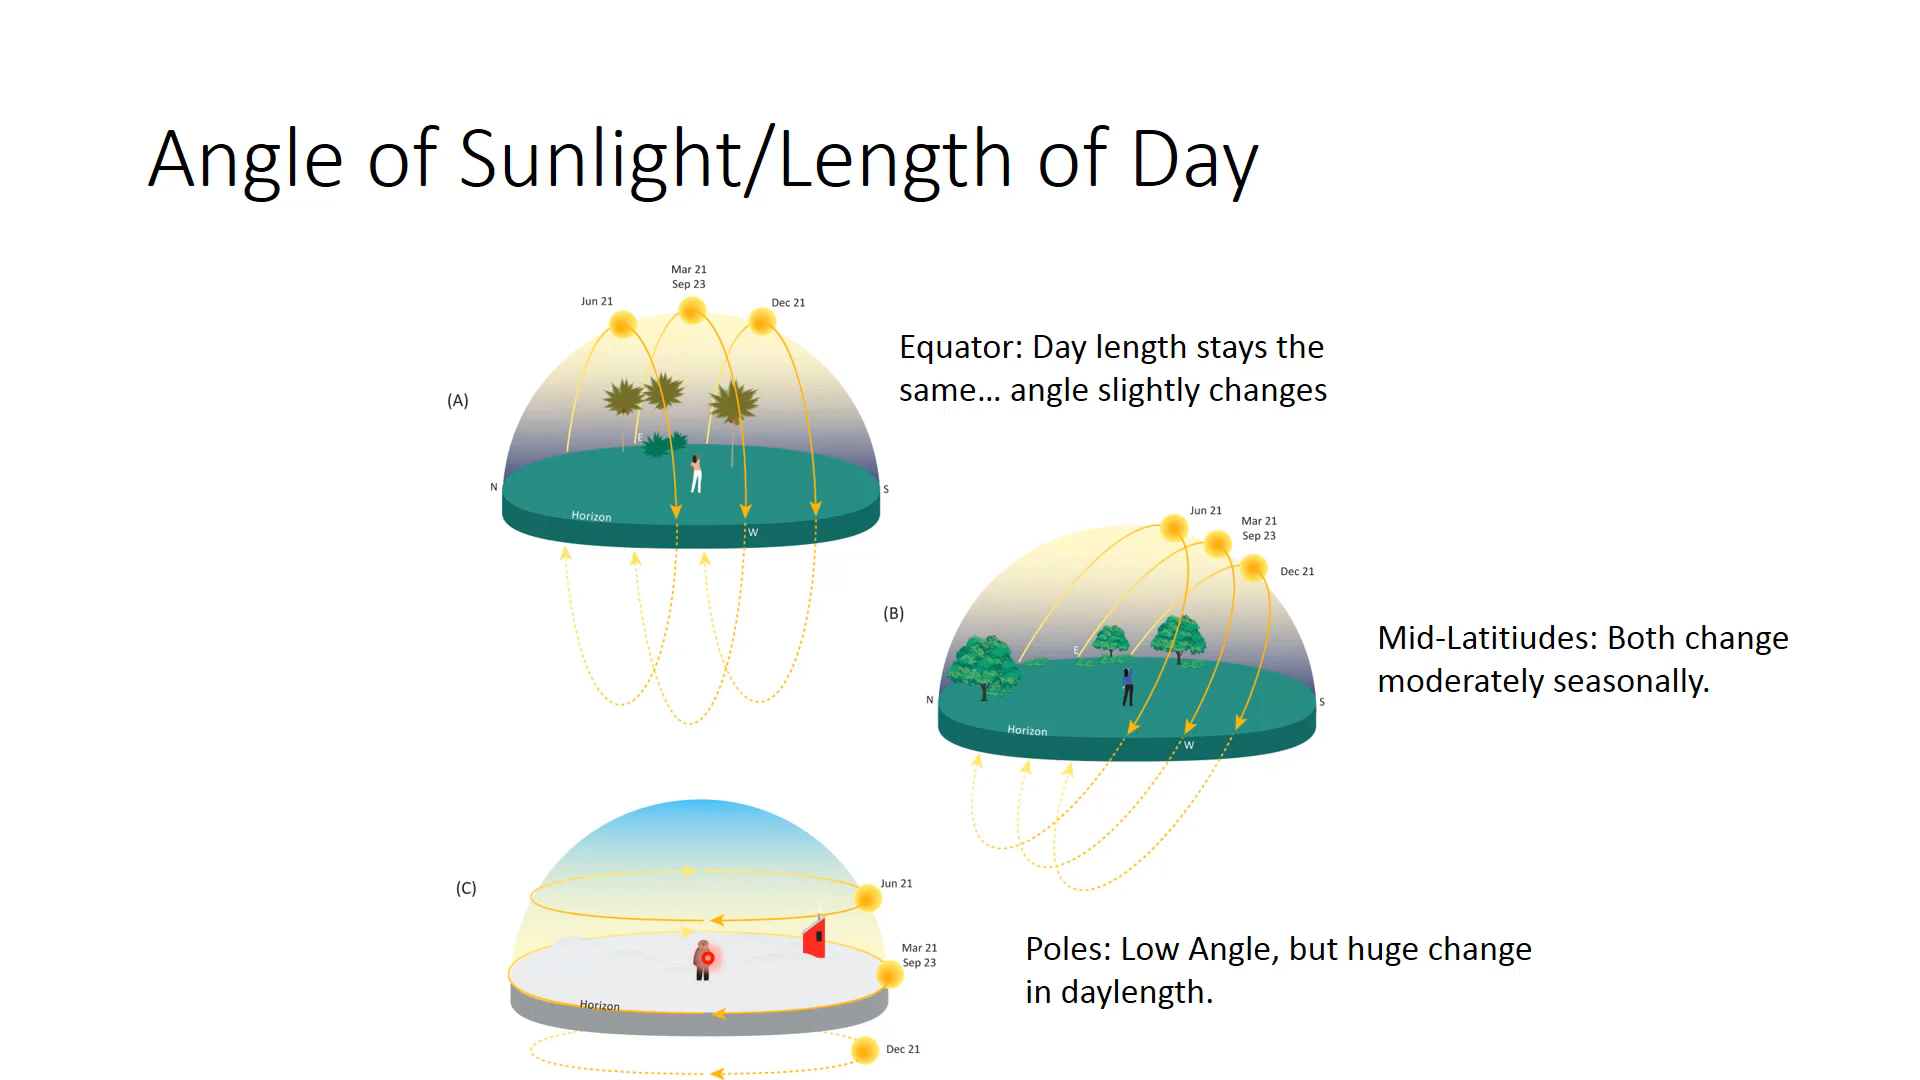 Angle of Sunlight/Length of Day
Mar 21
Sep 23
Jun 21
Dec 21
Equator: Day length stays the
same... angle slightly changes
(A)
E
N
S
Horizon
W
Jun 21
Mar 21
Sep 23
Dec 21
(B)
Mid-Latitiudes: Both change
moderately seasonally.
E
N
S
Horizon
W
(C)
Jun 21
Mar 21
Sep 23
Poles: Low Angle, but huge change
in daylength.
Horizon
Dec 21